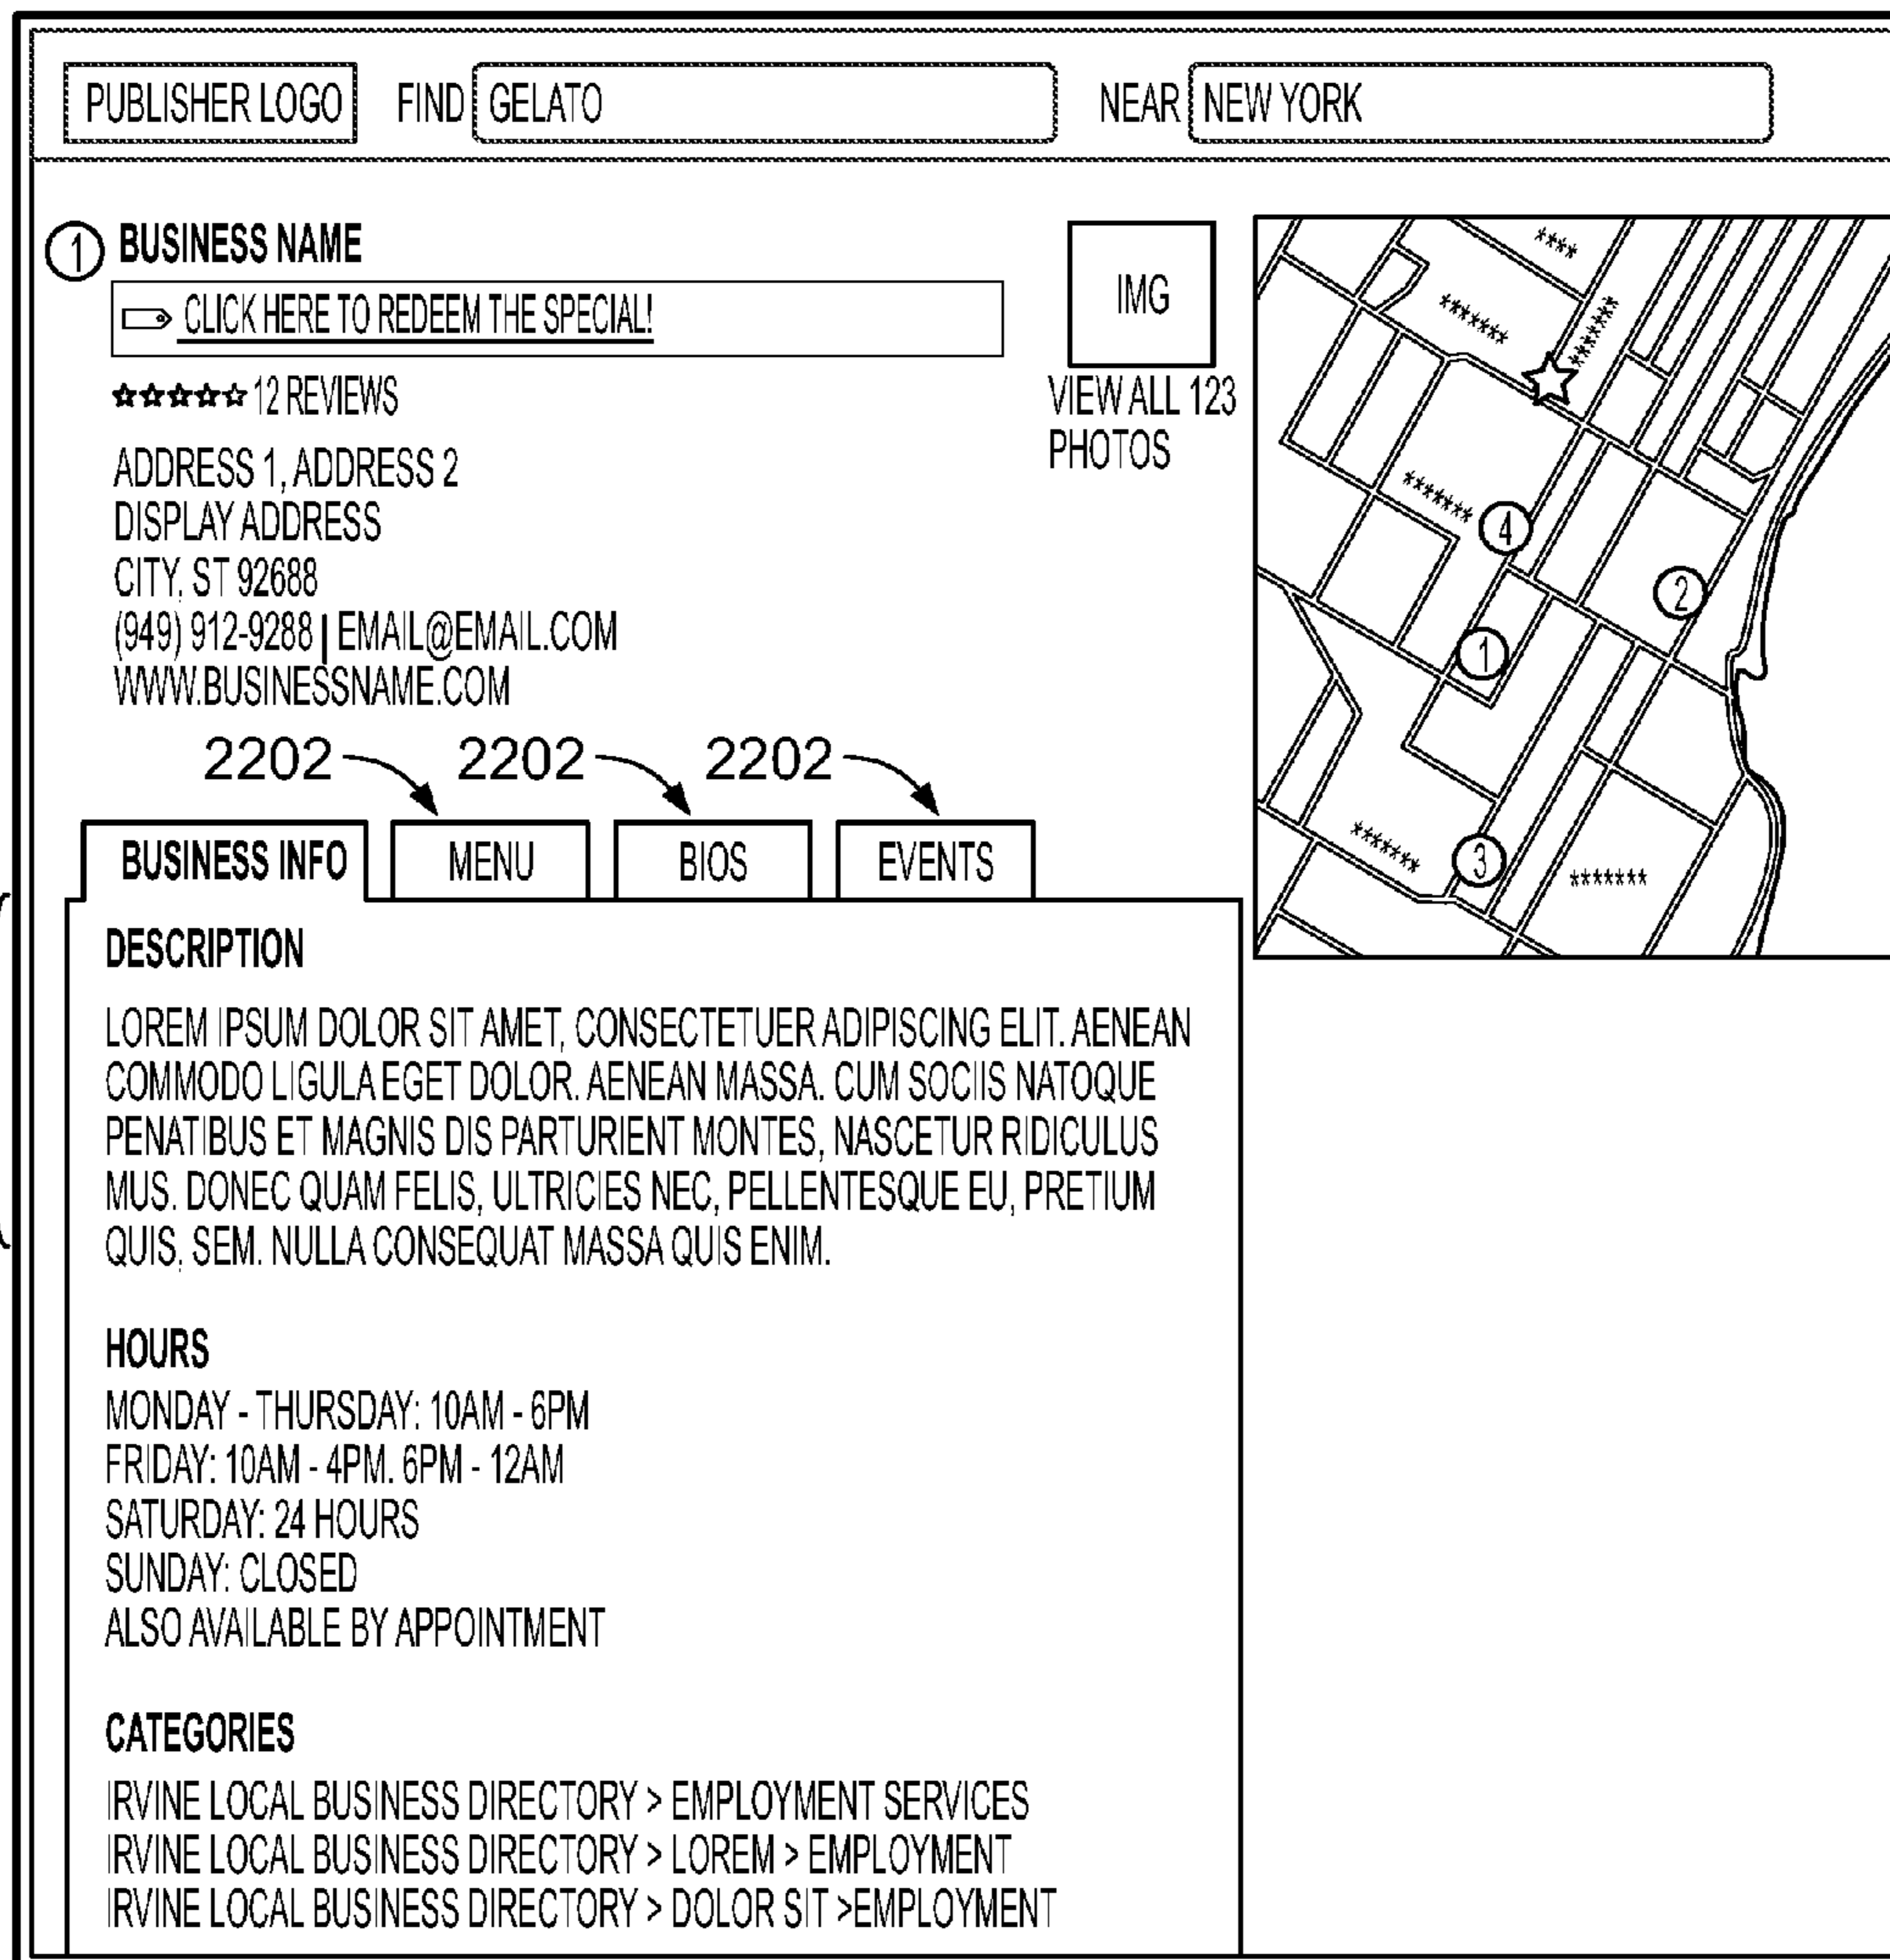 PUBLISHER LOGO FIND GELATO NEAR NEW YORK
1 BUSINESS NAME
CLICK HERE TO REDEEM THE SPECIAL!
12 REVIEWS
ADDRESS 1, ADDRESS 2
DISPLAY ADDRESS
CITY, ST 92688
(949) 912-9288 | EMAIL@EMAIL.COM
WWW.BUSINESSNAME.COM
IMG
VIEW ALL 123
PHOTOS
****
*******
*******
*******
4
2
1
*******
3
*******
2202 2202 2202
BUSINESS INFO MENU BIOS EVENTS
DESCRIPTION
LOREM IPSUM DOLOR SIT AMET, CONSECTETUER ADIPISCING ELIT. AENEAN
COMMODO LIGULA EGET DOLOR. AENEAN MASSA. CUM SOCIIS NATOQUE
PENATIBUS ET MAGNIS DIS PARTURIENT MONTES, NASCETUR RIDICULUS
MUS. DONEC QUAM FELIS, ULTRICIES NEC, PELLENTESQUE EU, PRETIUM
QUIS, SEM. NULLA CONSEQUAT MASSA QUIS ENIM.
HOURS
MONDAY - THURSDAY: 10AM - 6PM
FRIDAY: 10AM - 4PM. 6PM - 12AM
SATURDAY: 24 HOURS
SUNDAY: CLOSED
ALSO AVAILABLE BY APPOINTMENT
CATEGORIES
IRVINE LOCAL BUSINESS DIRECTORY > EMPLOYMENT SERVICES
IRVINE LOCAL BUSINESS DIRECTORY > LOREM > EMPLOYMENT
IRVINE LOCAL BUSINESS DIRECTORY > DOLOR SIT >EMPLOYMENT